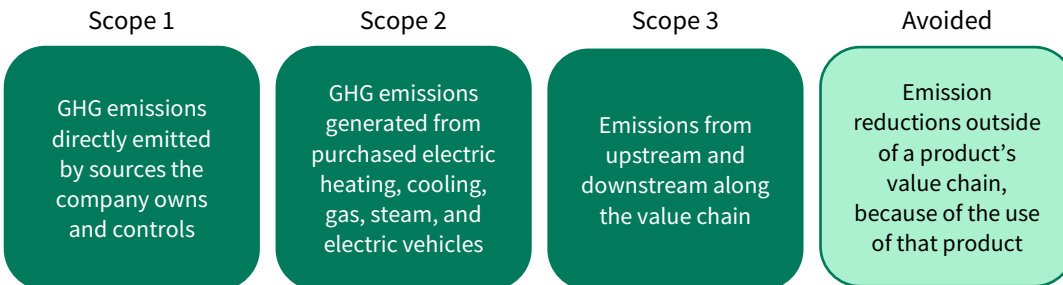 Scope 1
Scope 2
Scope 3
Avoided
GHG emissions
directly emitted
by sources the
company owns
and controls
GHG emissions
generated from
purchased electric
heating, cooling,
gas, steam, and
electric vehicles
Emissions from
upstream and
downstream along
the value chain
Emission
reductions outside
of a product’s
value chain,
because of the use
of that product